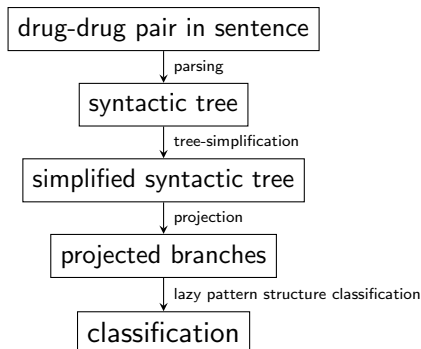 drug-drug pair in sentence
parsing
syntactic tree
tree-simplification
simplified syntactic tree
projection
projected branches
lazy pattern structure classification
classification